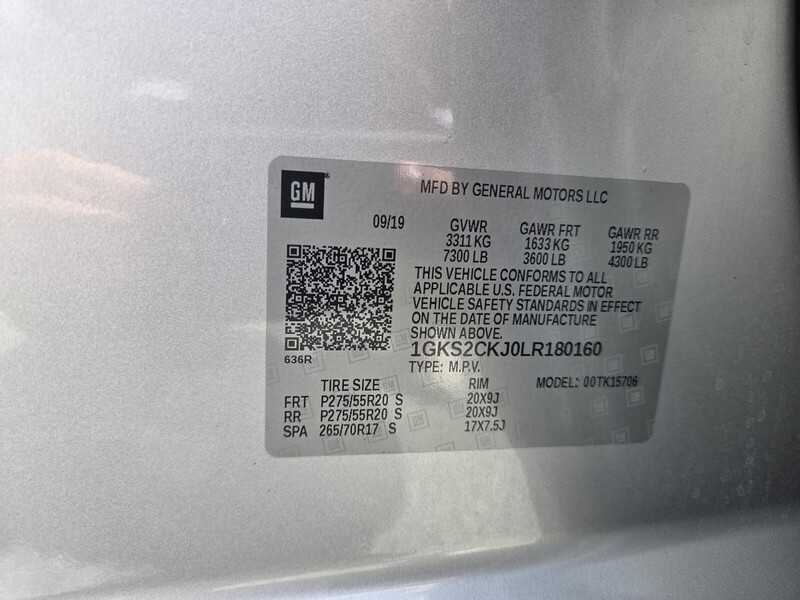 GM
MFD BY GENERAL MOTORS LLC
09/19 GVWR GAWR FRT GAWR RR
3311 KG 1633 KG 1950 KG
7300 LB 3600 LB 4300 LB
THIS VEHICLE CONFORMS TO ALL
APPLICABLE U.S. FEDERAL MOTOR
VEHICLE SAFETY STANDARDS IN EFFECT
ON THE DATE OF MANUFACTURE
SHOWN ABOVE.
1GKS2CKJ0LR180160
636R
TYPE: M.P.V.
TIRE SIZE RIM MODEL: 00TK15706
FRT P275/55R20 S 20X9J
RR P275/55R20 S 20X9J
SPA 265/70R17 S 17X7.5J